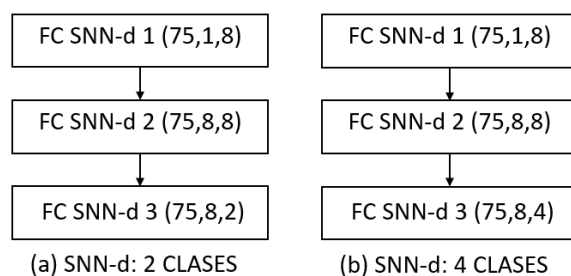 FC SNN-d 1 (75,1,8)
FC SNN-d 2 (75,8,8)
FC SNN-d 3 (75,8,2)
(a) SNN-d: 2 CLASES
FC SNN-d 1 (75,1,8)
FC SNN-d 2 (75,8,8)
FC SNN-d 3 (75,8,4)
(b) SNN-d: 4 CLASES